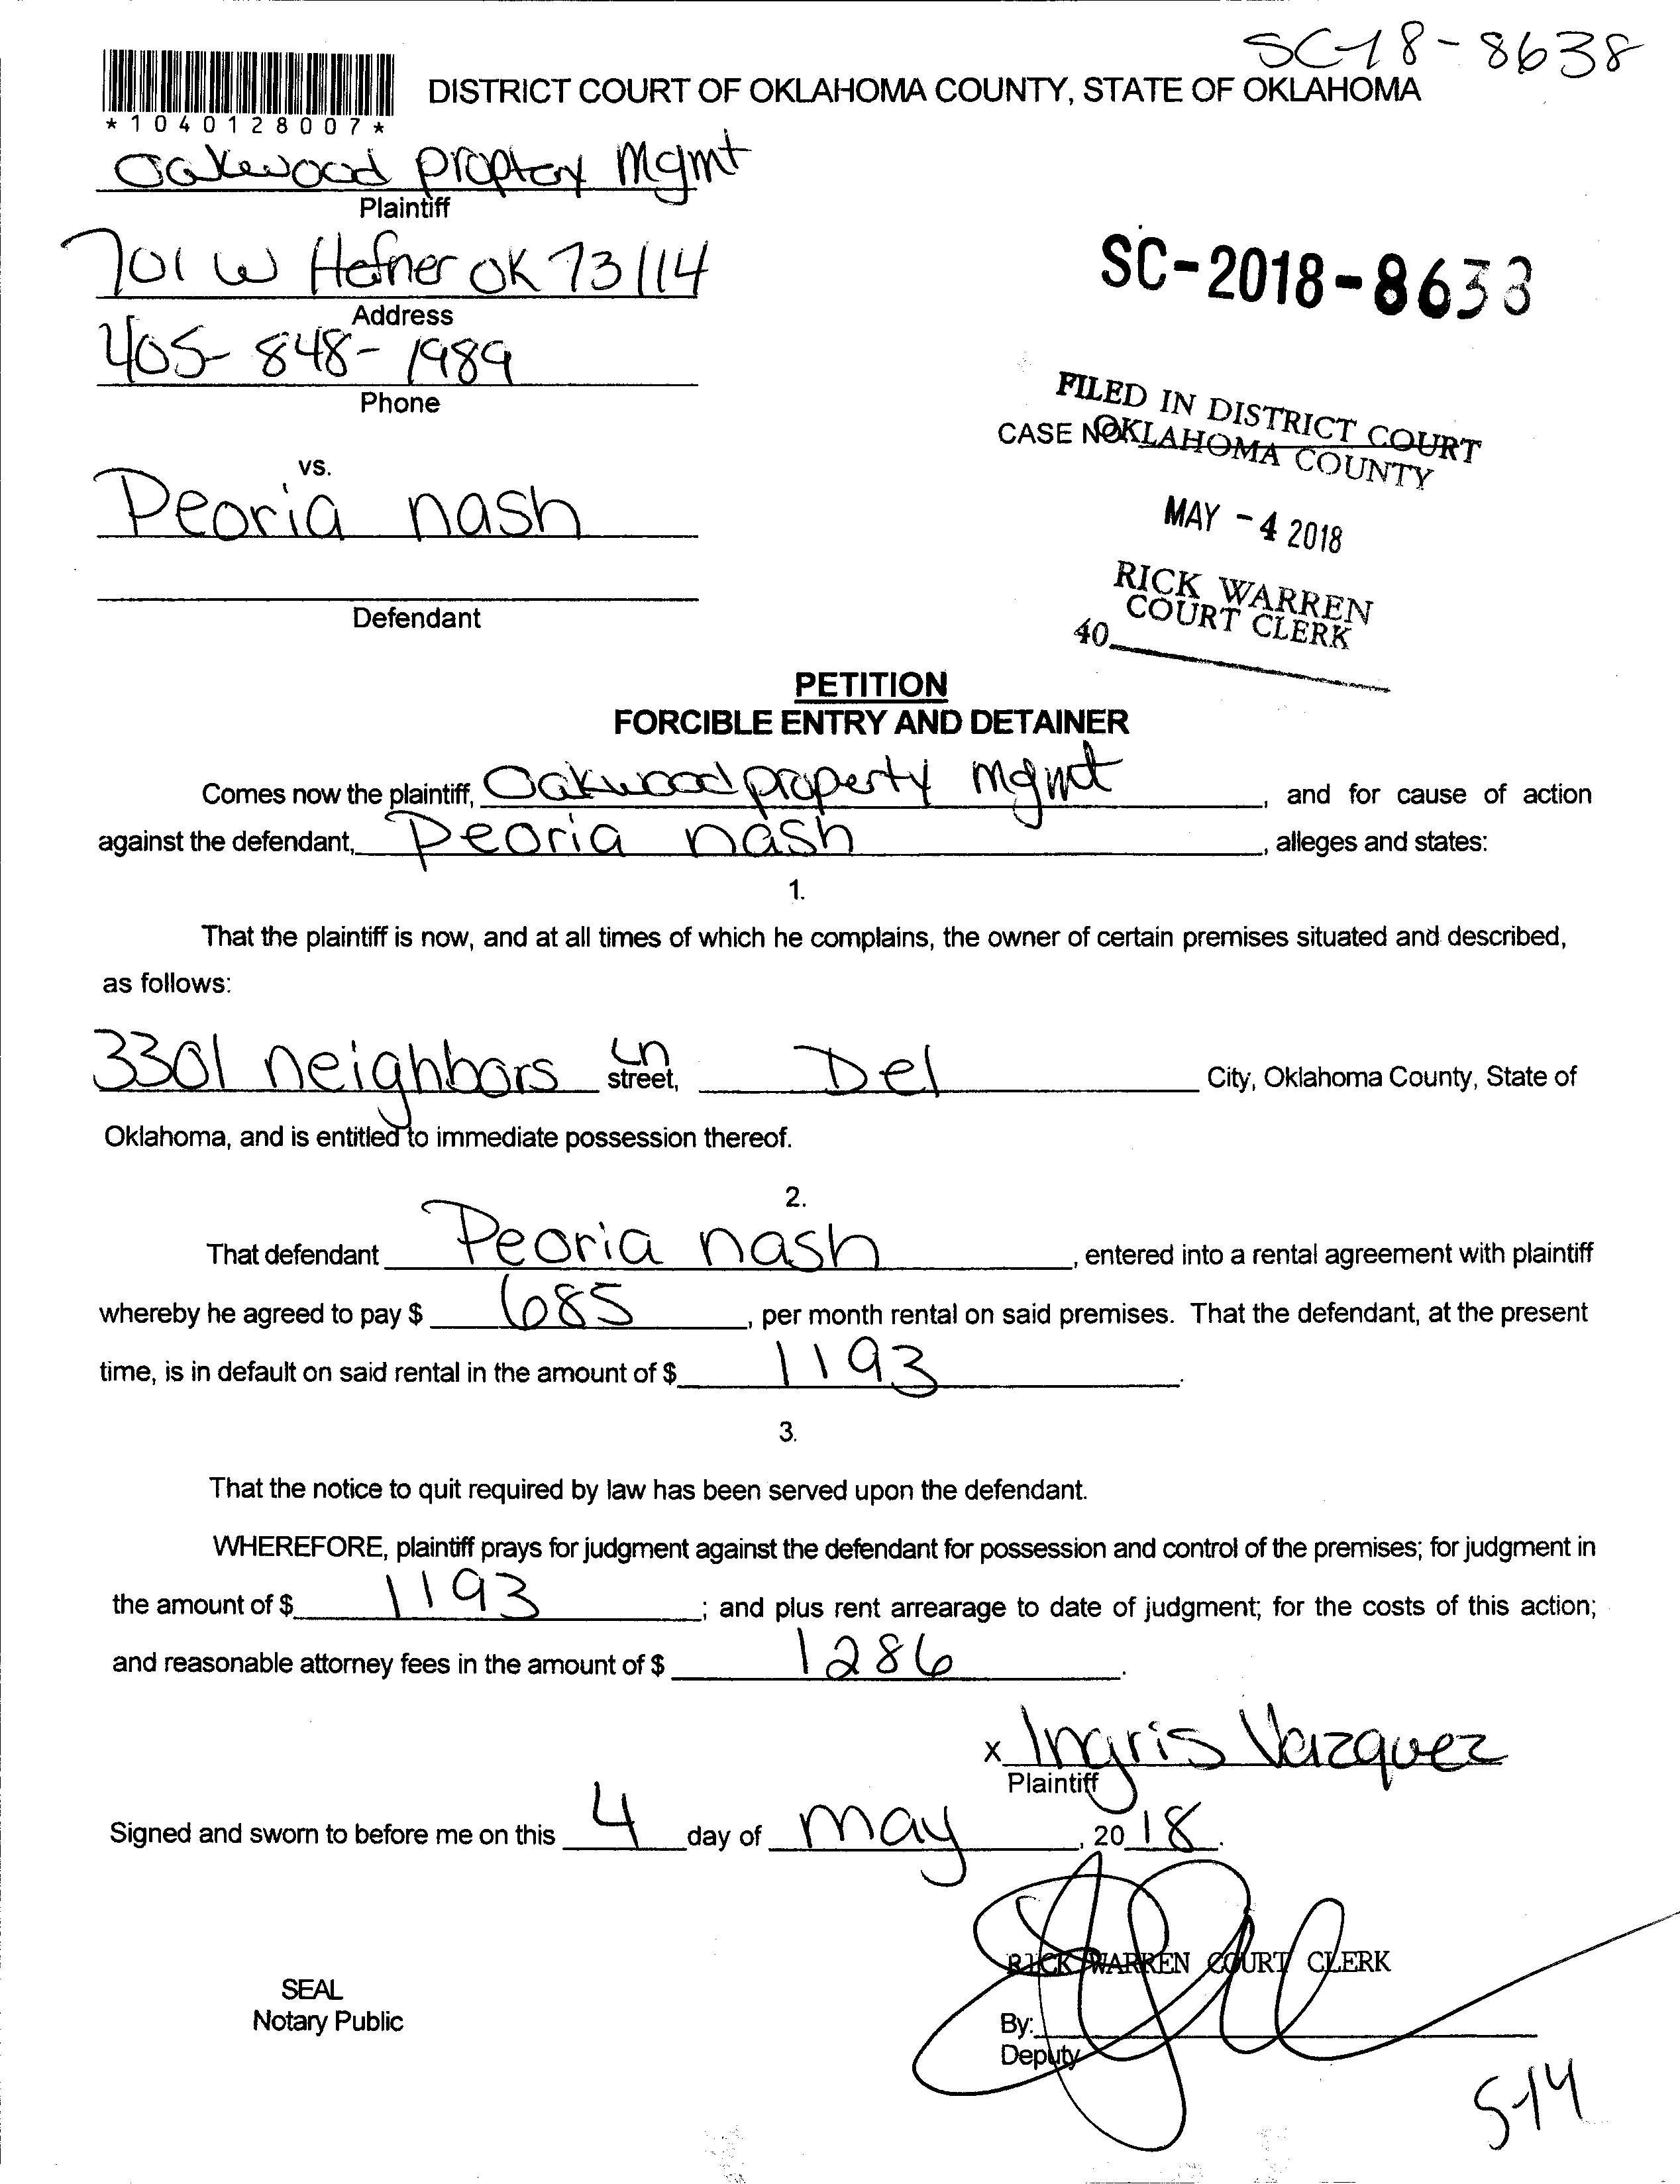 SC-18-8638
*1040128007*
DISTRICT COURT OF OKLAHOMA COUNTY, STATE OF OKLAHOMA
Oakewood proptery Mgmt
Plaintiff
701 W Hefner OK 73114
Address
405-848-1989
Phone
SC-2018-8638
FILED IN DISTRICT COURT
OKLAHOMA COUNTY
CASE NO
MAY -4 2018
RICK WARREN
COURT CLERK
40
vs.
Peoria nash
Defendant
PETITION
FORCIBLE ENTRY AND DETAINER
Comes now the plaintiff, Oakwood property mgmt, and for cause of action
against the defendant, Peoria nash, alleges and states:
1.
That the plaintiff is now, and at all times of which he complains, the owner of certain premises situated and described,
as follows:
3301 neighbors Ln street, Del City, Oklahoma County, State of
Oklahoma, and is entitled to immediate possession thereof.
2.
That defendant Peoria nash, entered into a rental agreement with plaintiff
whereby he agreed to pay $ 685, per month rental on said premises. That the defendant, at the present
time, is in default on said rental in the amount of $ 1193.
3.
That the notice to quit required by law has been served upon the defendant.
WHEREFORE, plaintiff prays for judgment against the defendant for possession and control of the premises; for judgment in
the amount of $ 1193; and plus rent arrearage to date of judgment; for the costs of this action;
and reasonable attorney fees in the amount of $ 1286.
x Ingris Vazquez
Plaintiff
Signed and sworn to before me on this 4 day of may, 2018.
RICK WARREN COURT CLERK
SEAL
Notary Public
By:
Deputy
5-14